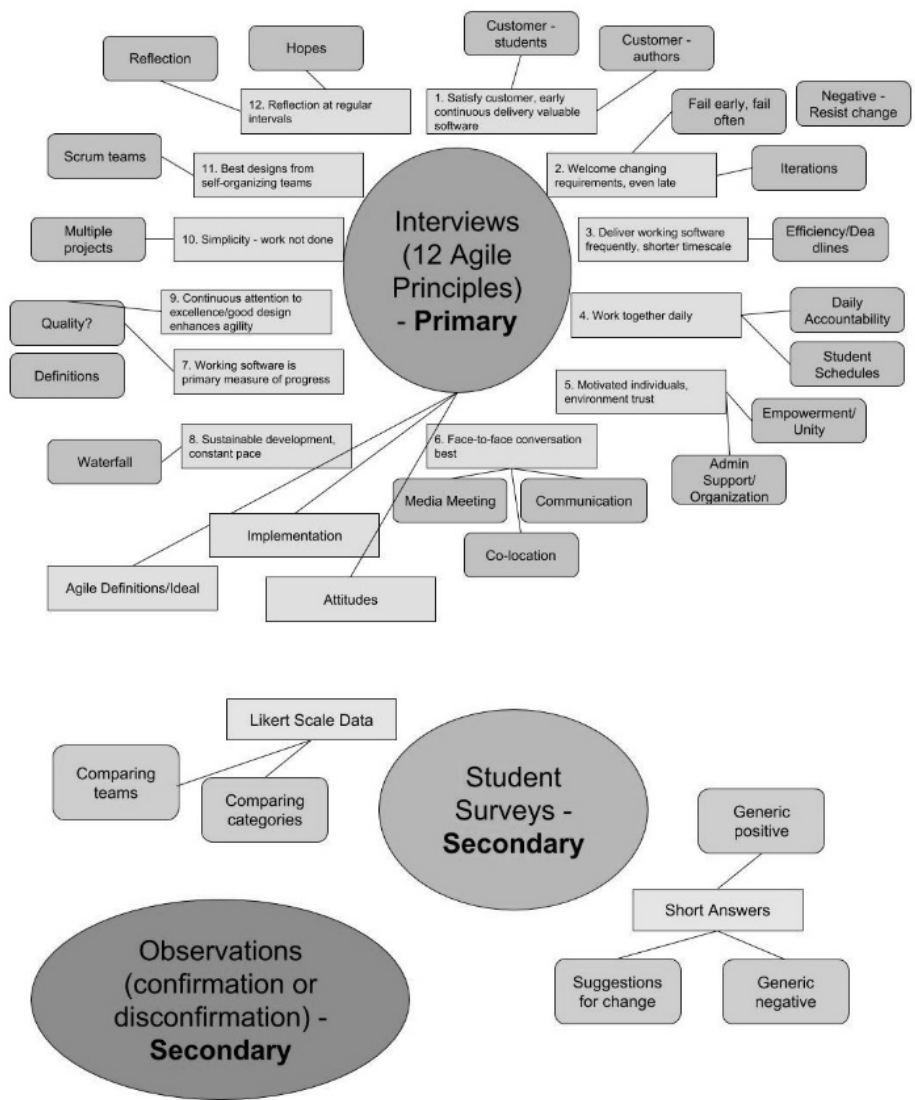 Customer -
students
Customer -
authors
Hopes
Reflection
12. Reflection at regular
intervals
1. Satisfy customer, early
continuous delivery valuable
software
Fail early, fail
often
Negative -
Resist change
Scrum teams
11. Best designs from
self-organizing teams
2. Welcome changing
requirements, even late
Iterations
Interviews
(12 Agile
Principles)
- Primary
Multiple
projects
10. Simplicity - work not done
3. Deliver working software
frequently, shorter timescale
Efficiency/Dea
dlines
9. Continuous attention to
excellence/good design
enhances agility
Quality?
4. Work together daily
Daily
Accountability
Definitions
7. Working software is
primary measure of progress
Student
Schedules
5. Motivated individuals,
environment trust
Empowerment/
Unity
Waterfall
8. Sustainable development,
constant pace
6. Face-to-face conversation
best
Admin
Support/
Organization
Media Meeting
Communication
Implementation
Co-location
Agile Definitions/Ideal
Attitudes
Likert Scale Data
Comparing
teams
Comparing
categories
Student
Surveys -
Secondary
Generic
positive
Short Answers
Suggestions
for change
Generic
negative
Observations
(confirmation or
disconfirmation) -
Secondary